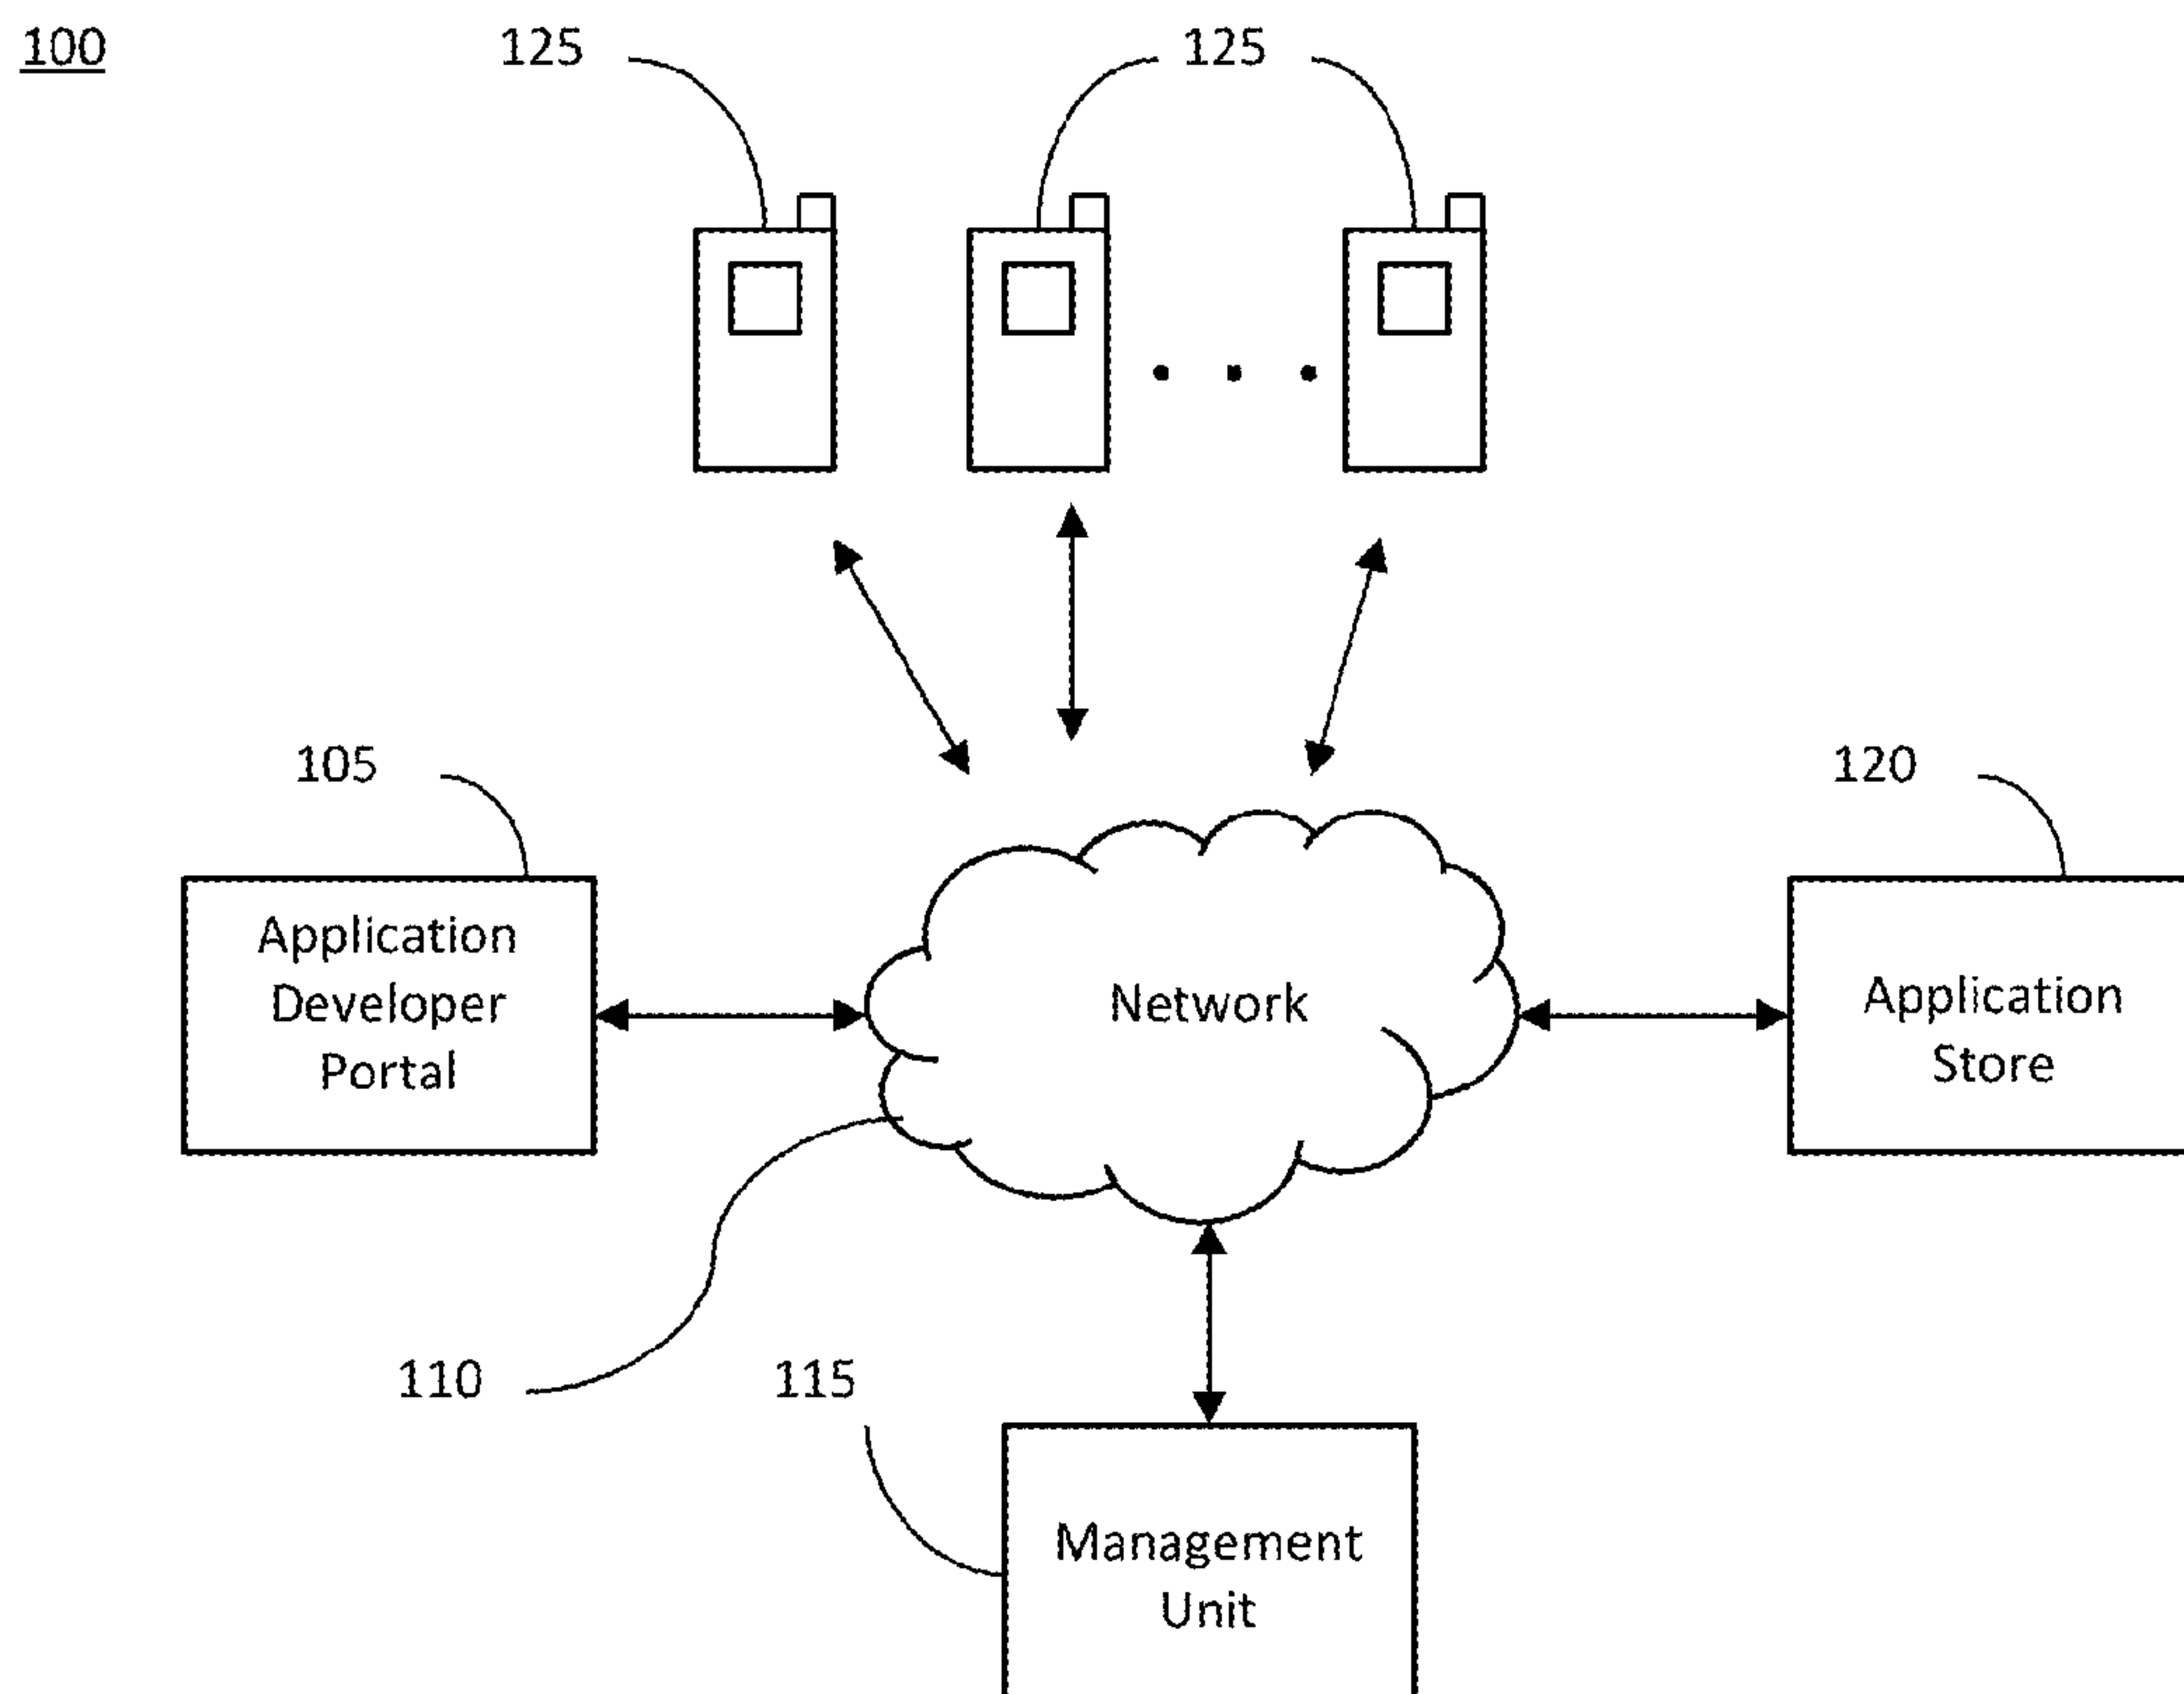 100
125
125
105
120
Application
Developer
Portal
Network
Application
Store
110
115
Management
Unit